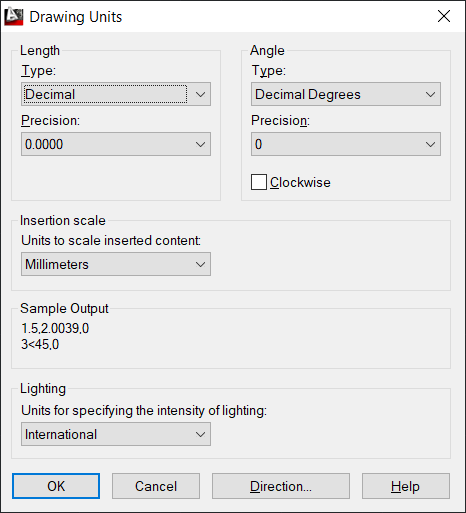 Drawing Units
Length
Type:
Decimal
Precision:
0.0000
Angle
Type:
Decimal Degrees
Precision:
0
Clockwise
Insertion scale
Units to scale inserted content:
Millimeters
Sample Output
1.5,2.0039,0
3<45,0
Lighting
Units for specifying the intensity of lighting:
International
OK
Cancel
Direction...
Help